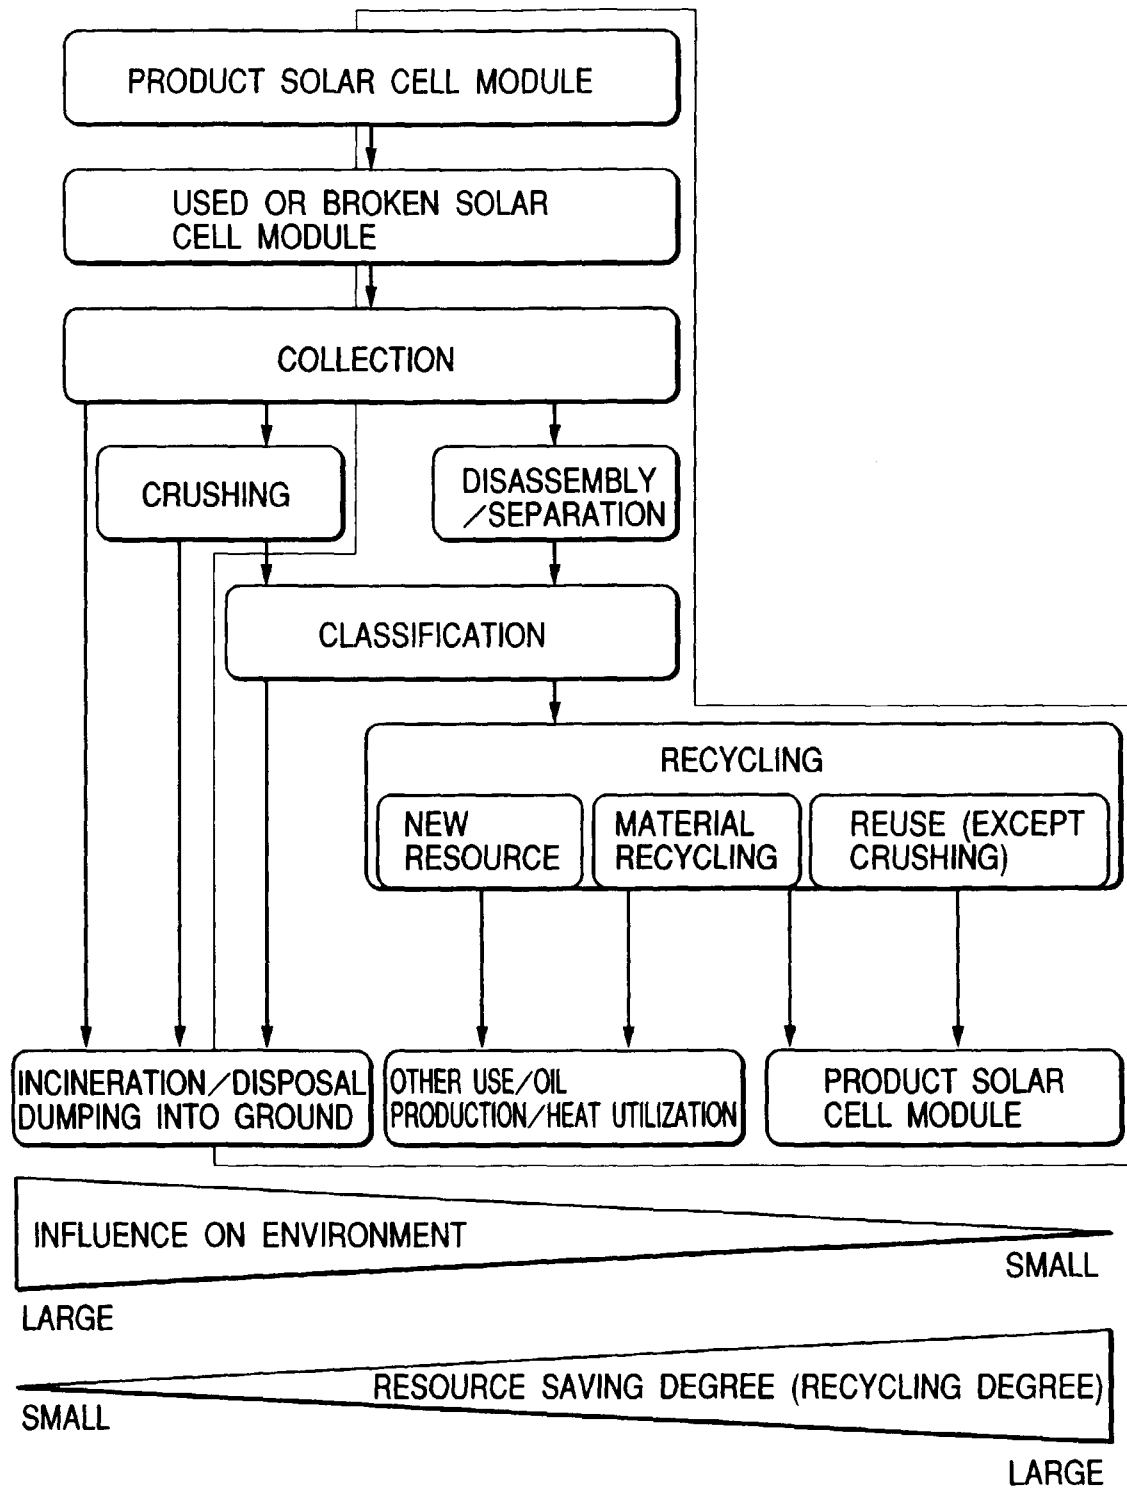 PRODUCT SOLAR CELL MODULE
USED OR BROKEN SOLAR
CELL MODULE
COLLECTION
CRUSHING
DISASSEMBLY
/SEPARATION
CLASSIFICATION
RECYCLING
NEW
RESOURCE
MATERIAL
RECYCLING
REUSE (EXCEPT
CRUSHING)
INCINERATION/DISPOSAL
DUMPING INTO GROUND
OTHER USE/OIL
PRODUCTION/HEAT UTILIZATION
PRODUCT SOLAR
CELL MODULE
INFLUENCE ON ENVIRONMENT
SMALL
LARGE
RESOURCE SAVING DEGREE (RECYCLING DEGREE)
SMALL
LARGE